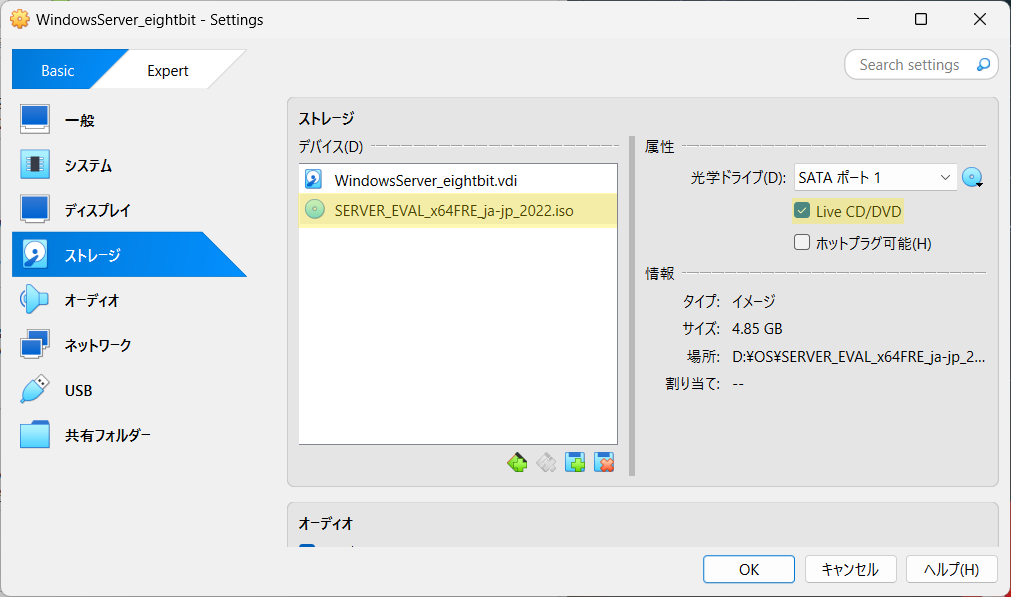 WindowsServer_eightbit - Settings
Basic
Expert
Search settings
一般
システム
ディスプレイ
ストレージ
オーディオ
ネットワーク
USB
共有フォルダー
ストレージ
デバイス(D)
WindowsServer_eightbit.vdi
SERVER_EVAL_x64FRE_ja-jp_2022.iso
属性
光学ドライブ(D): SATA ポート 1
Live CD/DVD
ホットプラグ可能(H)
情報
タイプ: イメージ
サイズ: 4.85 GB
場所: D:¥OS¥SERVER_EVAL_x64FRE_ja-jp_2...
割り当て: --
オーディオ
OK
キャンセル
ヘルプ(H)